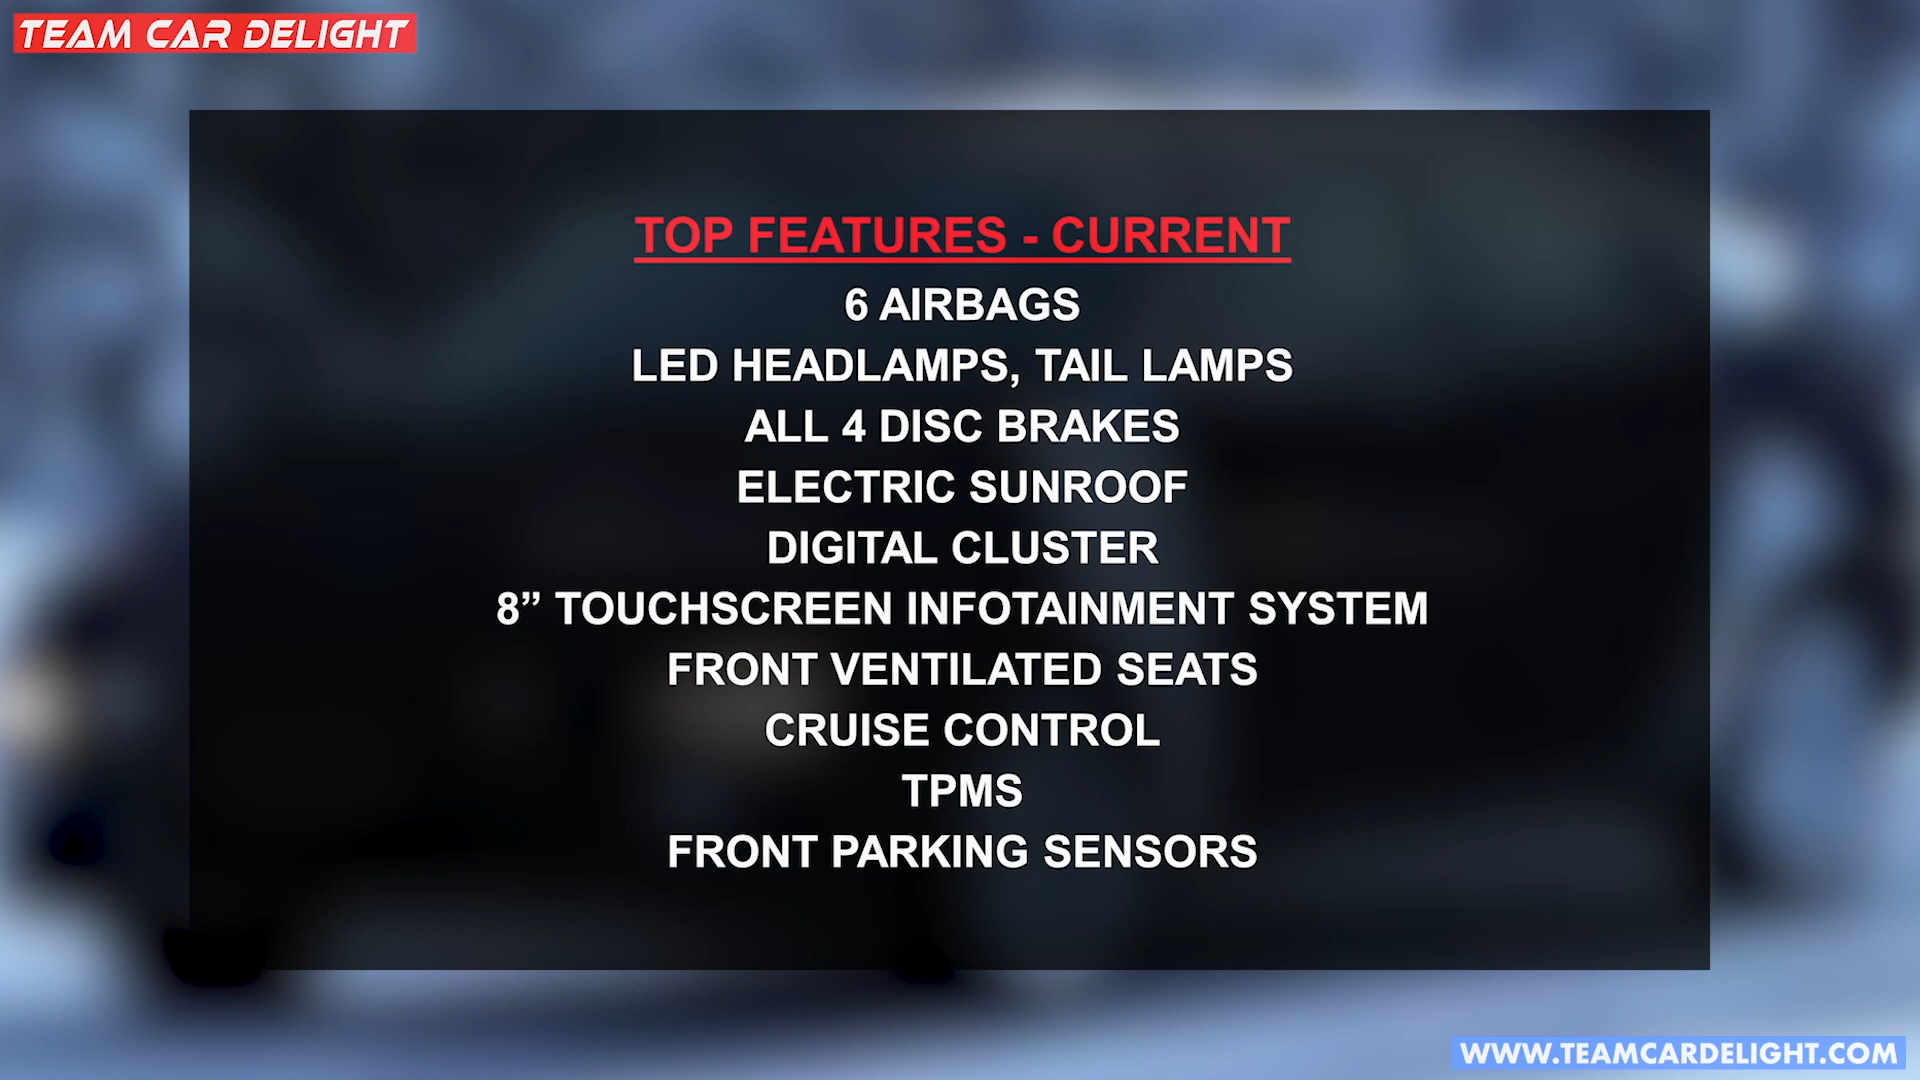 TEAM CAR DELIGHT
TOP FEATURES - CURRENT
6 AIRBAGS
LED HEADLAMPS, TAIL LAMPS
ALL 4 DISC BRAKES
ELECTRIC SUNROOF
DIGITAL CLUSTER
8” TOUCHSCREEN INFOTAINMENT SYSTEM
FRONT VENTILATED SEATS
CRUISE CONTROL
TPMS
FRONT PARKING SENSORS
WWW.TEAMCARDELIGHT.COM